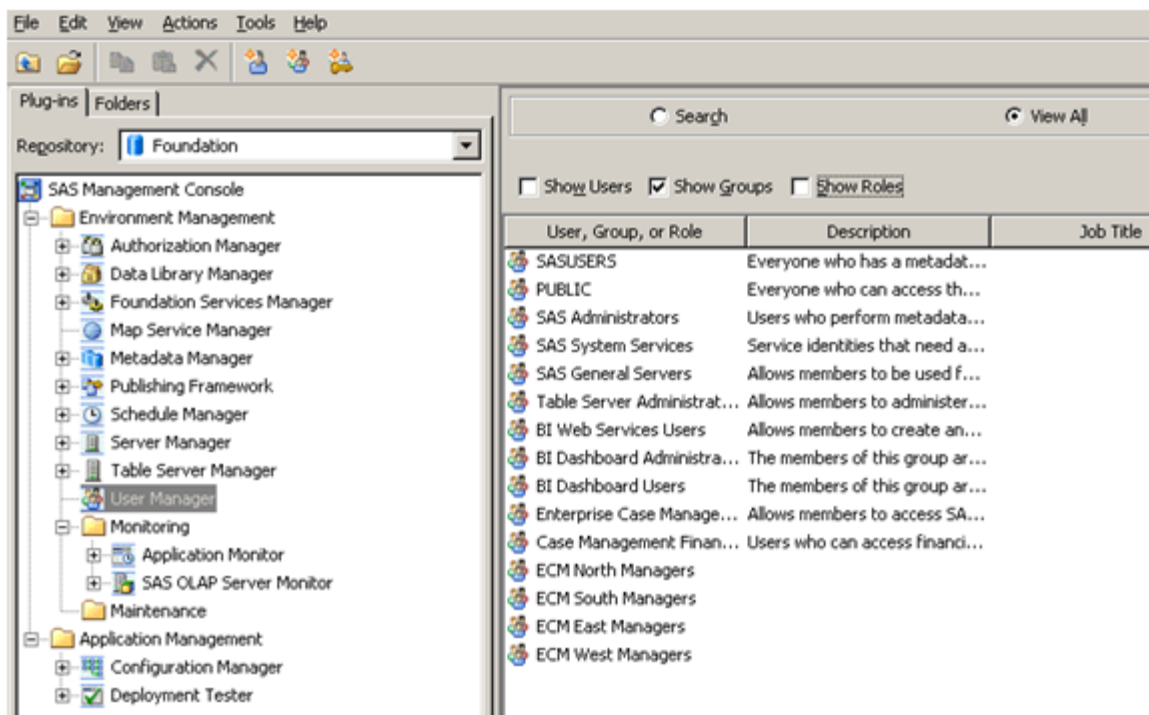 File Edit View Actions Tools Help
Plug-ins Folders
Repository: Foundation
SAS Management Console
Environment Management
Authorization Manager
Data Library Manager
Foundation Services Manager
Map Service Manager
Metadata Manager
Publishing Framework
Schedule Manager
Server Manager
Table Server Manager
User Manager
Monitoring
Application Monitor
SAS OLAP Server Monitor
Maintenance
Application Management
Configuration Manager
Deployment Tester
Search View All
Show Users Show Groups Show Roles
User, Group, or Role Description Job Title
SASUSERS Everyone who has a metadat...
PUBLIC Everyone who can access th...
SAS Administrators Users who perform metadata...
SAS System Services Service identities that need a...
SAS General Servers Allows members to be used f...
Table Server Administrat... Allows members to administer...
BI Web Services Users Allows members to create an...
BI Dashboard Administra... The members of this group ar...
BI Dashboard Users The members of this group ar...
Enterprise Case Manage... Allows members to access SA...
Case Management Finan... Users who can access financi...
ECM North Managers
ECM South Managers
ECM East Managers
ECM West Managers